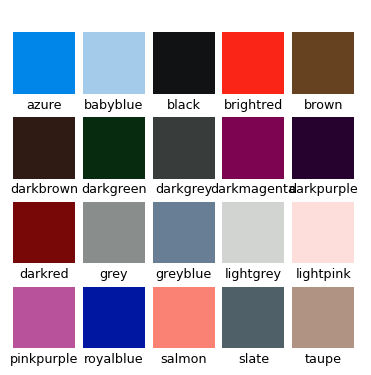 azure babyblue black brightred brown
darkbrown darkgreen darkgrey darkmagenta darkpurple
darkred grey greyblue lightgrey lightpink
pinkpurple royalblue salmon slate taupe